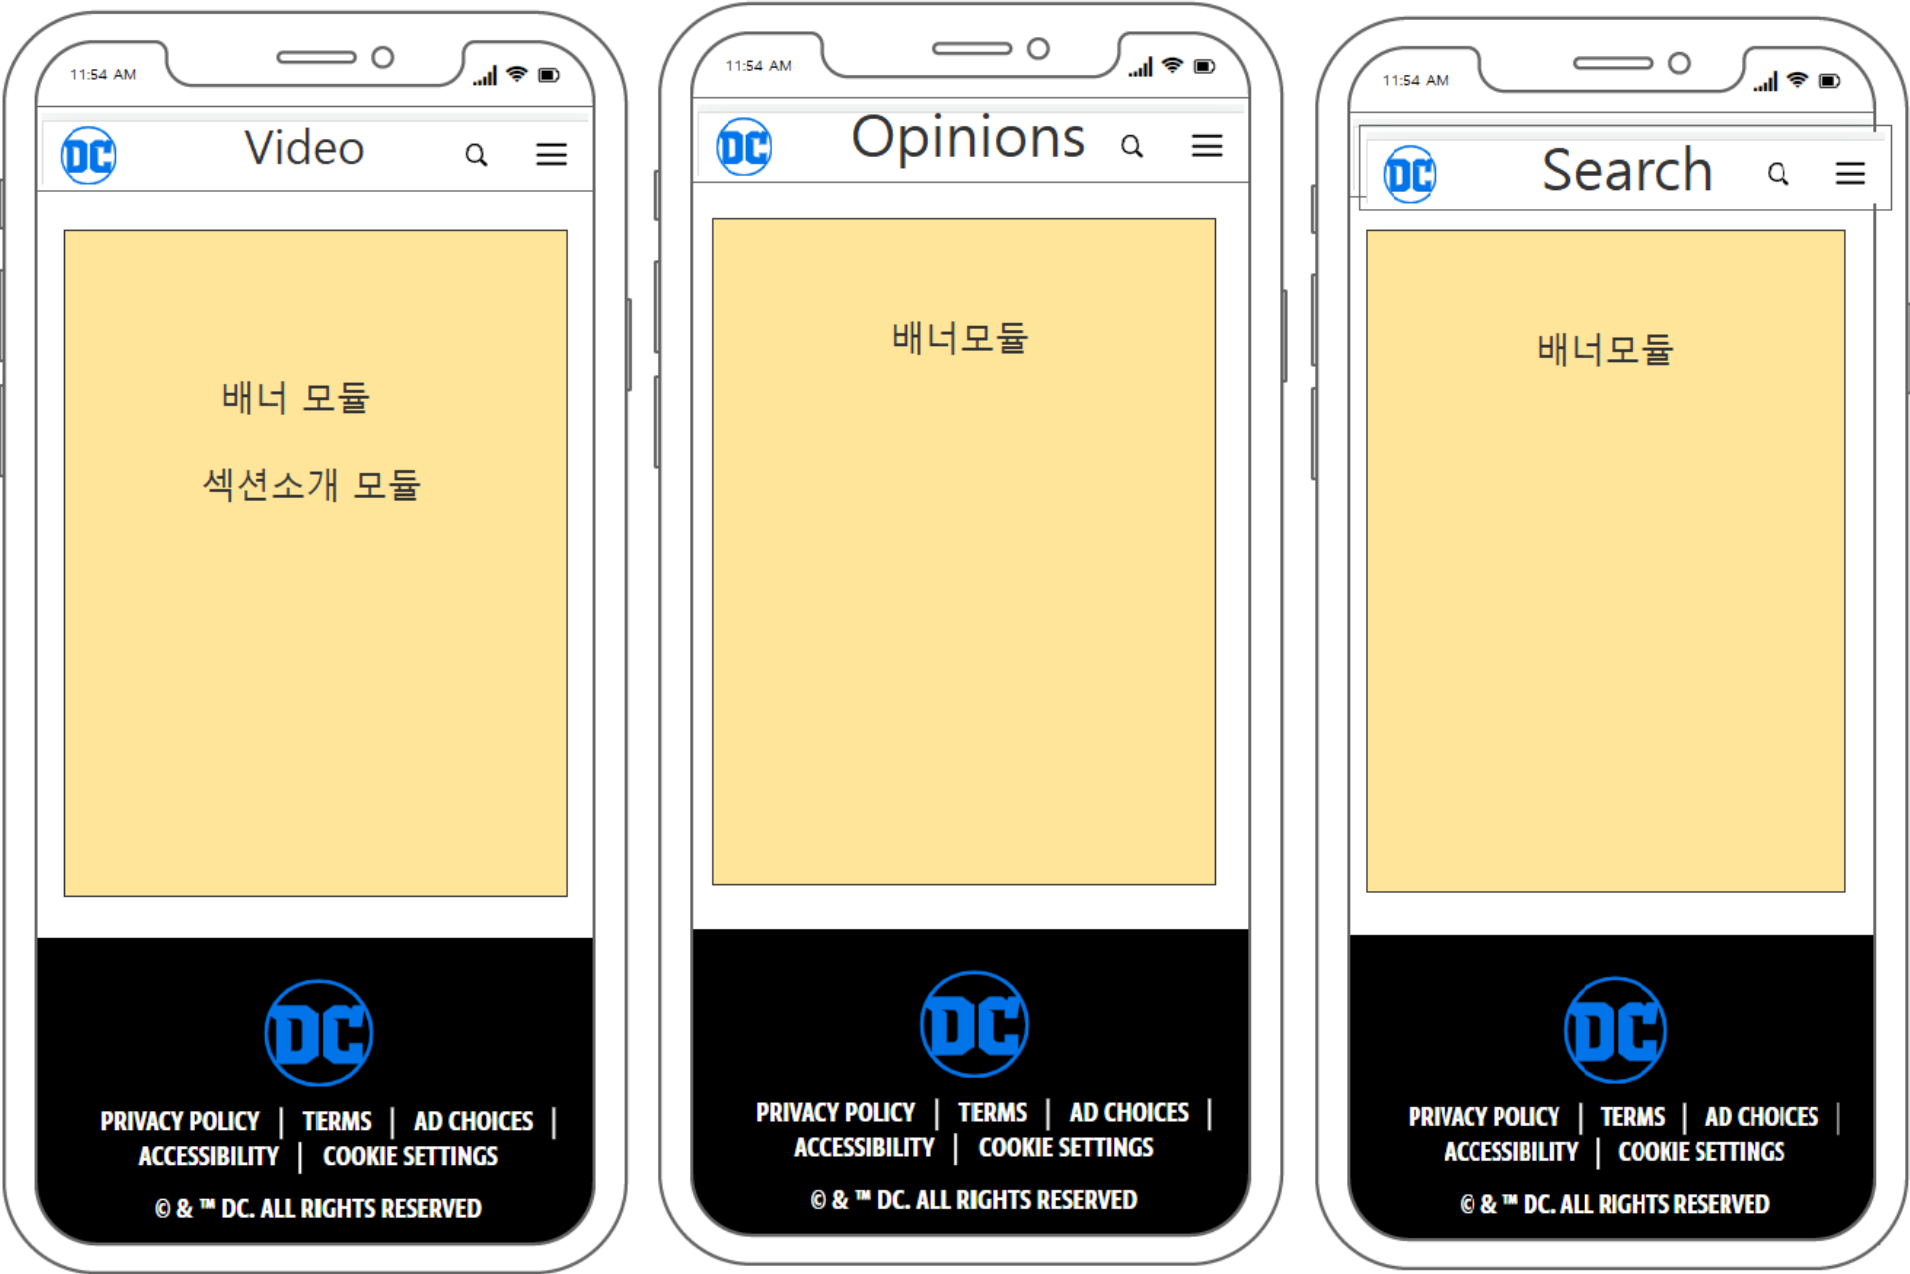 11:54 AM
DC
Video
배너 모듈
섹션소개 모듈
DC
PRIVACY POLICY | TERMS | AD CHOICES |
ACCESSIBILITY | COOKIE SETTINGS
© & ™ DC. ALL RIGHTS RESERVED
11:54 AM
DC
Opinions
배너모듈
DC
PRIVACY POLICY | TERMS | AD CHOICES |
ACCESSIBILITY | COOKIE SETTINGS
© & ™ DC. ALL RIGHTS RESERVED
11:54 AM
DC
Search
배너모듈
DC
PRIVACY POLICY | TERMS | AD CHOICES |
ACCESSIBILITY | COOKIE SETTINGS
© & ™ DC. ALL RIGHTS RESERVED